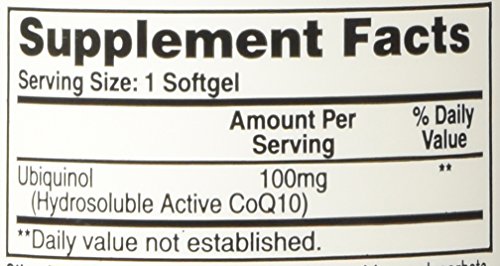 Supplement Facts
Serving Size: 1 Softgel
Amount Per Serving
% Daily Value
Ubiquinol 100mg **
(Hydrosoluble Active CoQ10)
**Daily value not established.